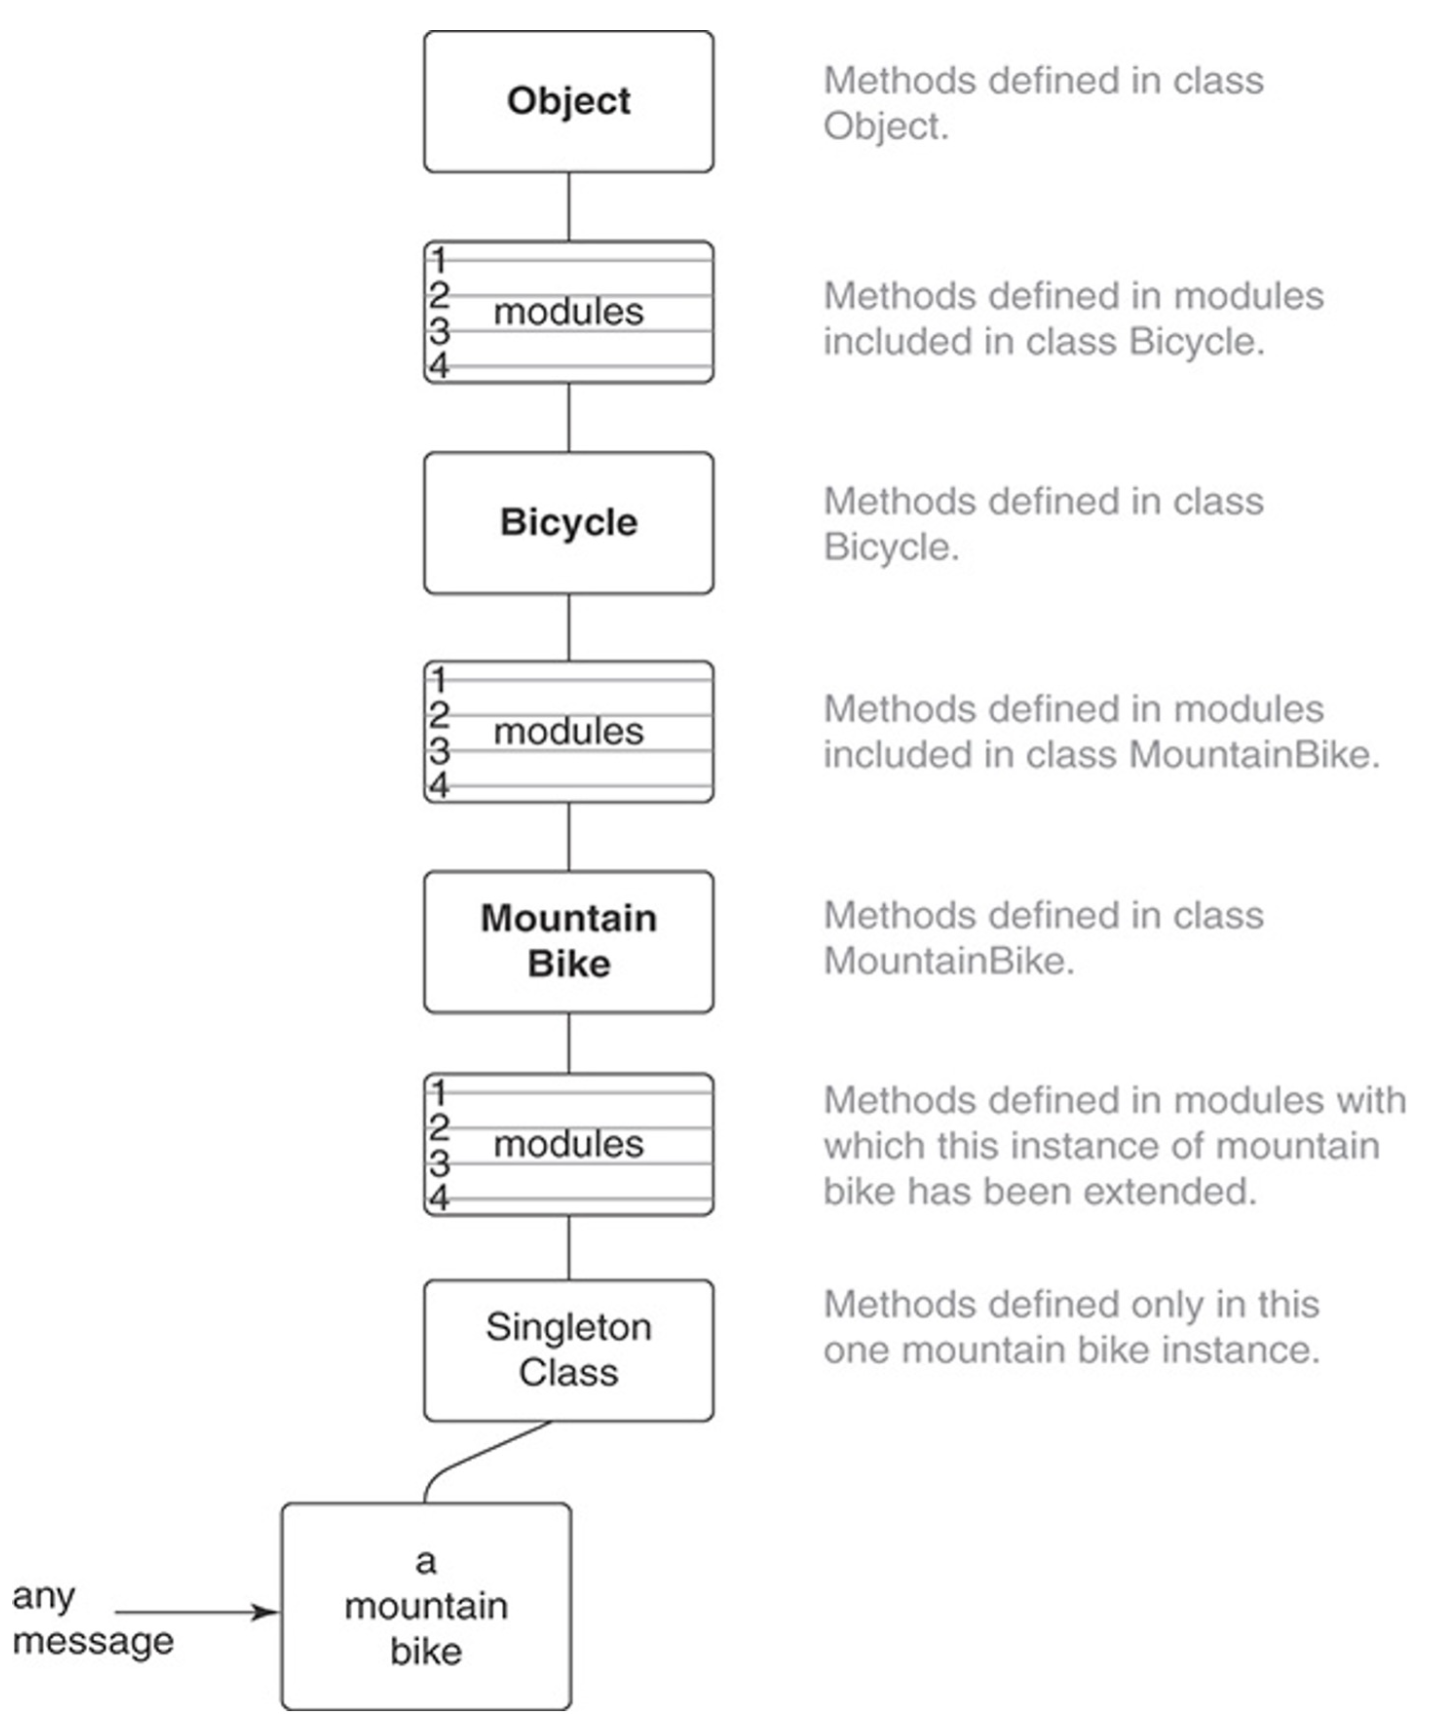 Object
Methods defined in class
Object.
1
2
3
4
modules
Methods defined in modules
included in class Bicycle.
Bicycle
Methods defined in class
Bicycle.
1
2
3
4
modules
Methods defined in modules
included in class MountainBike.
Mountain
Bike
Methods defined in class
MountainBike.
1
2
3
4
modules
Methods defined in modules with
which this instance of mountain
bike has been extended.
Singleton
Class
Methods defined only in this
one mountain bike instance.
any
message
a
mountain
bike